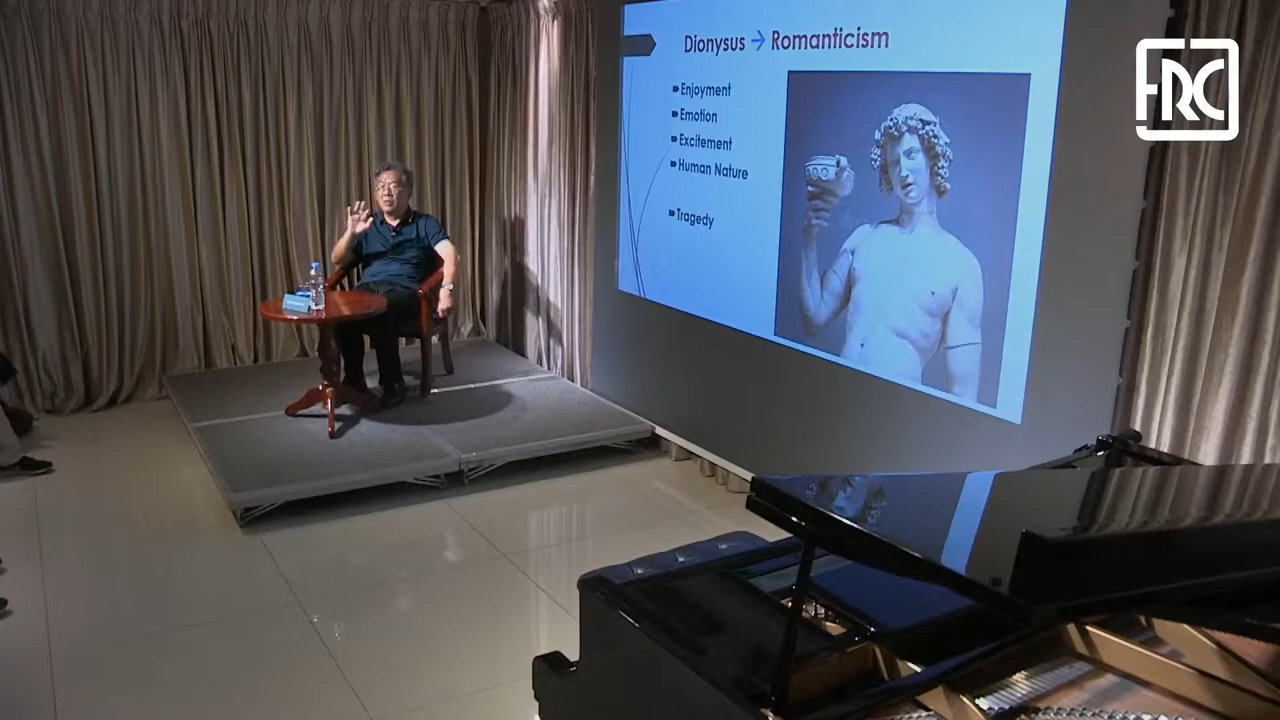 Dionysus → Romanticism
Enjoyment
Emotion
Excitement
Human Nature
Tragedy
FRC